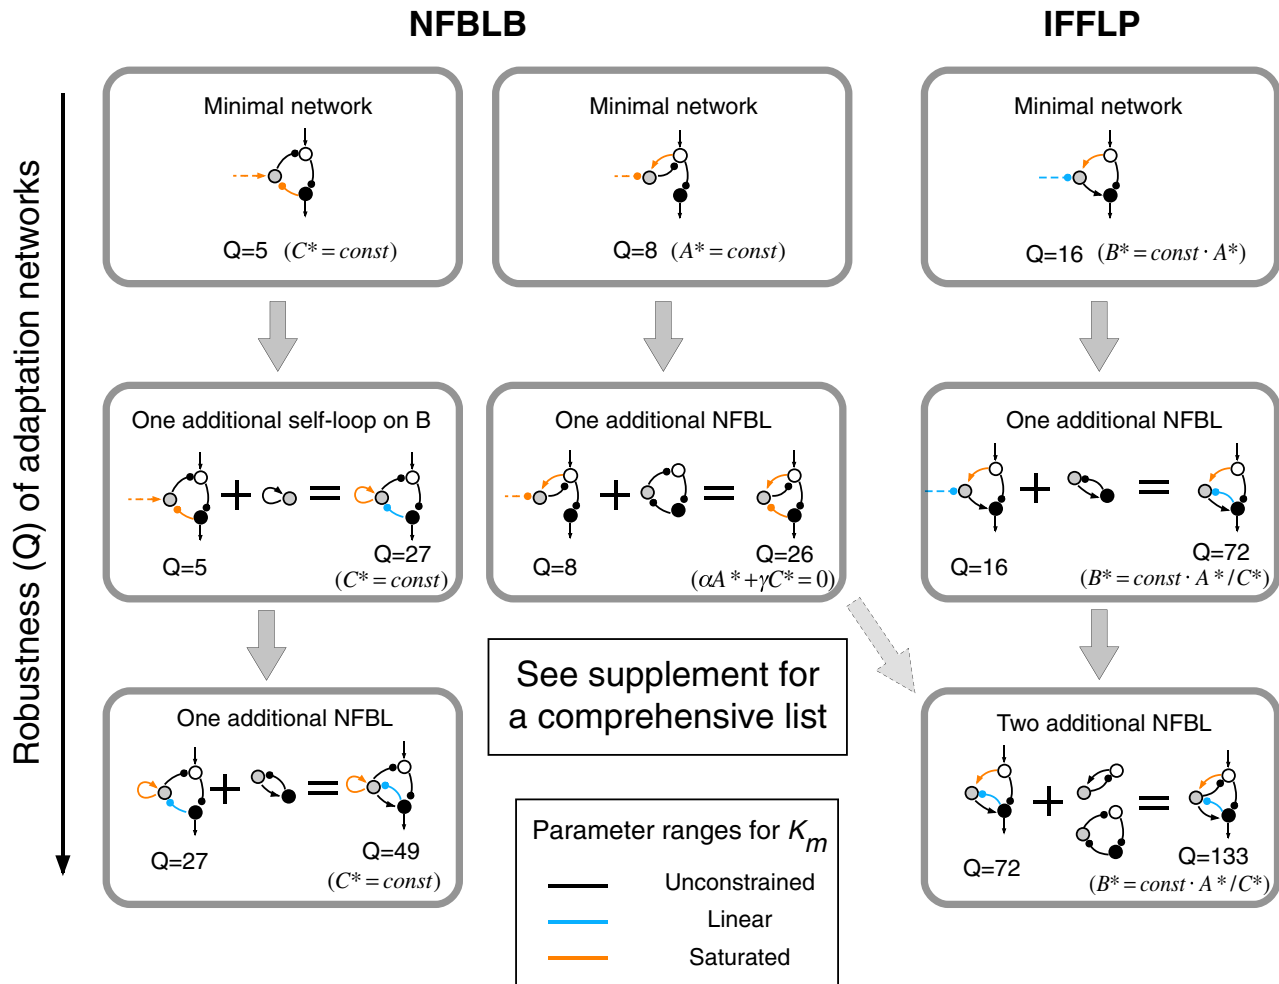 NFBLB
IFFLP
Robustness (Q) of adaptation networks
Minimal network
Q=5 (C* = const)
Minimal network
Q=8 (A* = const)
Minimal network
Q=16 (B* = const · A*)
One additional self-loop on B
Q=5
Q=27
(C* = const)
One additional NFBL
Q=8
Q=26
(αA* + γC* = 0)
One additional NFBL
Q=16
Q=72
(B* = const · A* / C*)
One additional NFBL
Q=27
Q=49
(C* = const)
See supplement for
a comprehensive list
Two additional NFBL
Q=72
Q=133
(B* = const · A* / C*)
Parameter ranges for Km
Unconstrained
Linear
Saturated